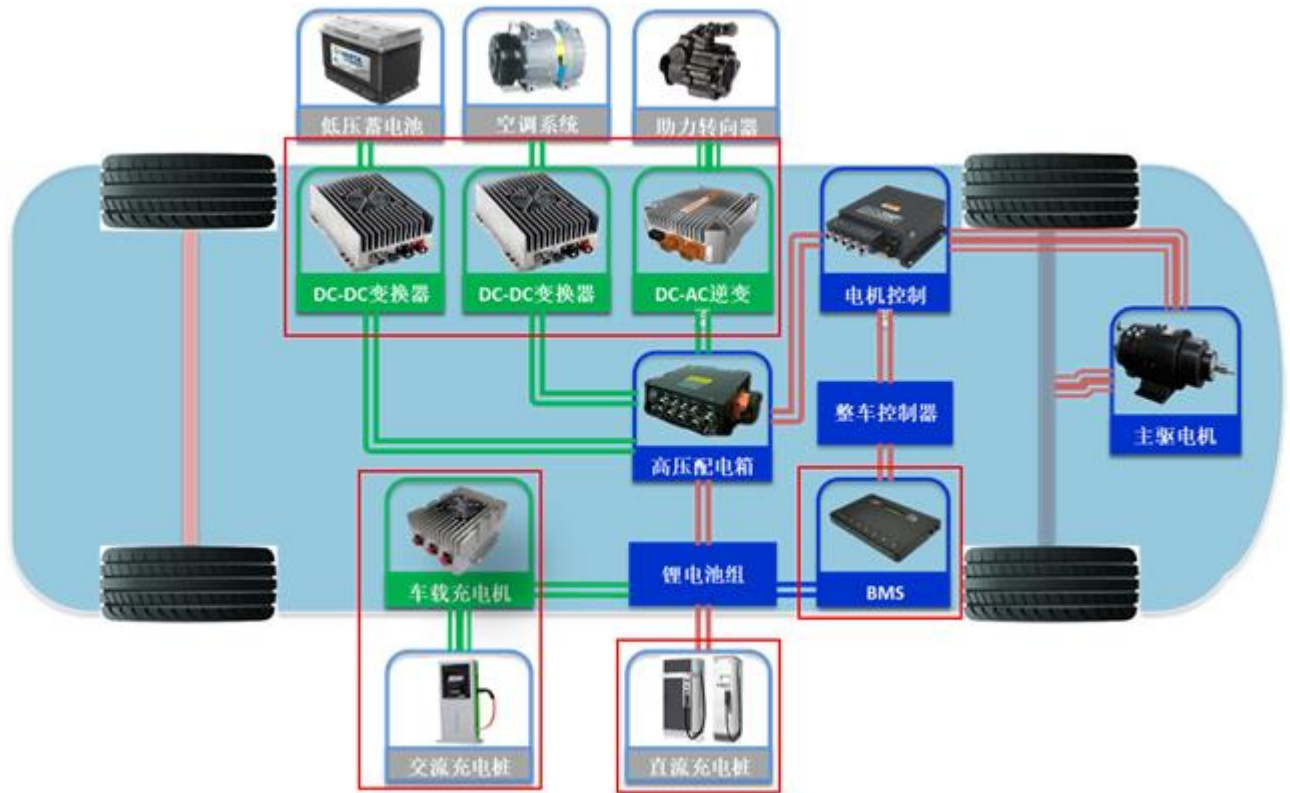 低压蓄电池
空调系统
助力转向器
DC-DC变换器
DC-DC变换器
DC-AC逆变
电机控制
整车控制器
主驱电机
高压配电箱
车载充电机
锂电池组
BMS
交流充电桩
直流充电桩